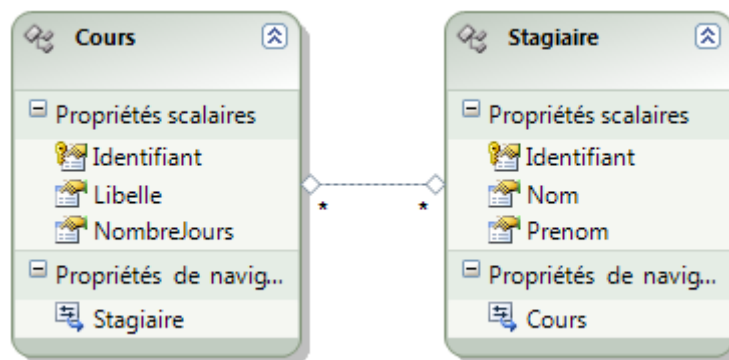 Cours
Propriétés scalaires
Identifiant
Libelle
NombreJours
Propriétés de navig...
Stagiaire
*
*
Stagiaire
Propriétés scalaires
Identifiant
Nom
Prenom
Propriétés de navig...
Cours